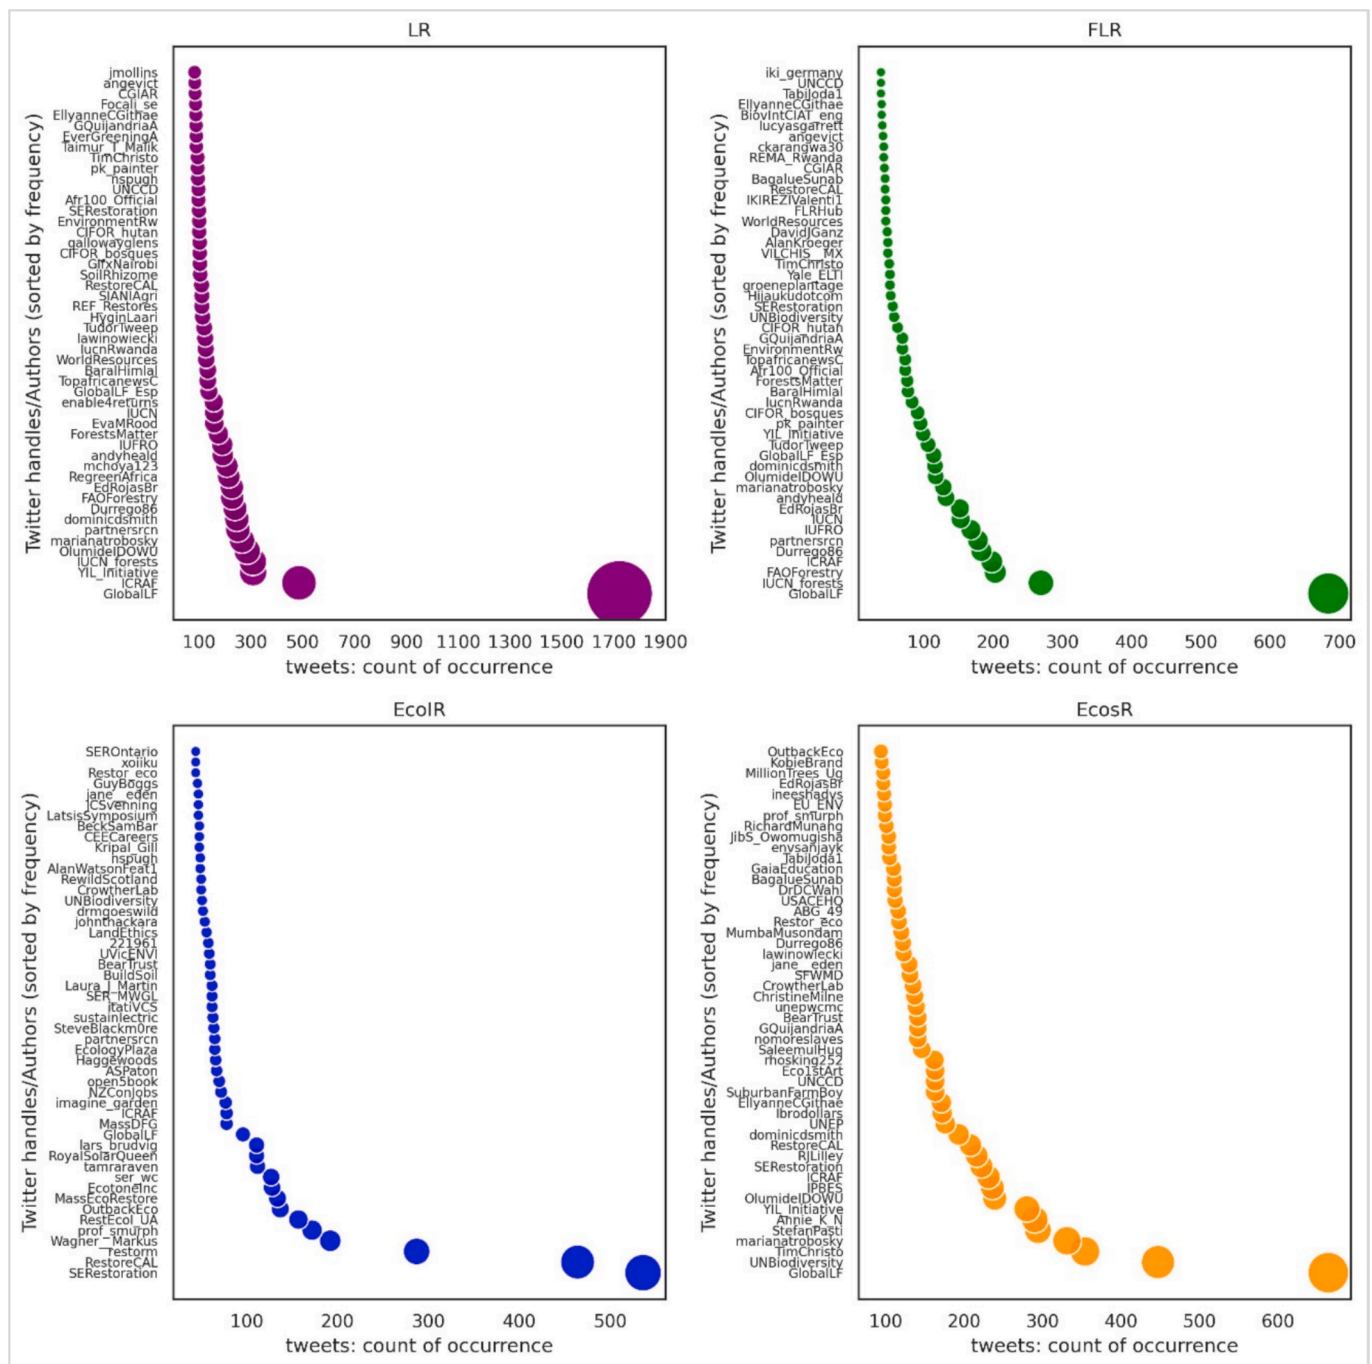 LR
Twitter handles/Authors (sorted by frequency)
jmollins
angevict
CGIAR
Focali_se
EllyanneCGithae
GQuijandriaA
EverGreeningA
Taimur_T_Malik
TimChristo
pk_painter
nspugh
UNCCD
Afr100_Official
SERestoration
EnvironmentRw
CIFOR_hutan
gallowayglens
CIFOR_bosques
GlfxNairobi
SoilRhizome
RestoreCAL
SIANIAgri
REF_Restores
HyginLaari
TudorTweep
lawinowiecki
IucnRwanda
WorldResources
BaralHimlal
TopafricanewsC
GlobalLF_Esp
enable4returns
IUCN
EvaMRood
ForestsMatter
IUFRO
andyheald
mchoya123
RegreenAfrica
EdRojasBr
FAOForestry
Durrego86
dominicdsmith
partnersrcn
marianatrobosky
OlumideIDOWU
IUCN_forests
YIL_Initiative
ICRAF
GlobalLF
100 300 500 700 900 1100 1300 1500 1700 1900
tweets: count of occurrence
FLR
Twitter handles/Authors (sorted by frequency)
iki_germany
UNCCD
TabiJoda1
EllyanneCGithae
BiovIntCIAT_eng
lucyasgarrett
angevict
ckarangwa30
REMA_Rwanda
CGIAR
BagalueSunab
RestoreCAL
IKIREZIValenti1
FLRHub
WorldResources
DavidJGanz
AlanKroeger
VILCHIS__MX
TimChristo
Yale_ELTI
groeneplantage
Hijaukudotcom
SERestoration
UNBiodiversity
CIFOR_hutan
GQuijandriaA
EnvironmentRw
TopafricanewsC
Afr100_Official
ForestsMatter
BaralHimlal
IucnRwanda
CIFOR_bosques
pk_painter
YIL_Initiative
TudorTweep
GlobalLF_Esp
dominicdsmith
OlumideIDOWU
marianatrobosky
andyheald
EdRojasBr
IUCN
IUFRO
partnersrcn
Durrego86
ICRAF
FAOForestry
IUCN_forests
GlobalLF
100 200 300 400 500 600 700
tweets: count of occurrence
EcolR
Twitter handles/Authors (sorted by frequency)
SEROntario
xoiiku
Restor_eco
GuyBoggs
jane__eden
JCSvenning
LatsisSymposium
BeckSamBar
CEECareers
Kripal_Gill
nspugh
AlanWatsonFeat1
RewildScotland
CrowtherLab
UNBiodiversity
drmgoeswild
johnthackara
LandEthics
221961
UVicENVI
BearTrust
BuildSoil
Laura_J_Martin
SER_MWGL
itatiVCS
sustainlectric
SteveBlackm0re
partnersrcn
EcologyPlaza
Haggewoods
ASPaton
open5book
NZConJobs
imagine_garden
ICRAF
MassDFG
GlobalLF
lars_brudvig
RoyalSolarQueen
tamraraven
ser_wc
EcotoneInc
MassEcoRestore
OutbackEco
RestEcol_UA
prof_smurph
Wagner__Markus
restorm
RestoreCAL
SERestoration
100 200 300 400 500
tweets: count of occurrence
EcosR
Twitter handles/Authors (sorted by frequency)
OutbackEco
KobieBrand
MillionTrees_Ug
EdRojasBr
ineeshadvs
EU_ENV
prof_smurph
RichardMunang
JibS_Owomugisha
envsanjayk
TabiJoda1
GaiaEducation
BagalueSunab
DrDCWahl
USACEHQ
ABG_49
Restor_eco
MumbaMusondam
Durrego86
lawinowiecki
jane__eden
SFWMD
CrowtherLab
ChristineMilne
unepwcmc
BearTrust
GQuijandriaA
nomoreslaves
SaleemulHuq
rhosking252
Eco1stArt
UNCCD
SuburbanFarmBoy
EllyanneCGithae
Ibrodollars
UNEP
dominicdsmith
RestoreCAL
RJLilley
SERestoration
ICRAF
IPBES
OlumideIDOWU
YIL_Initiative
Annie_K_N
StefanPasti
marianatrobosky
TimChristo
UNBiodiversity
GlobalLF
100 200 300 400 500 600
tweets: count of occurrence